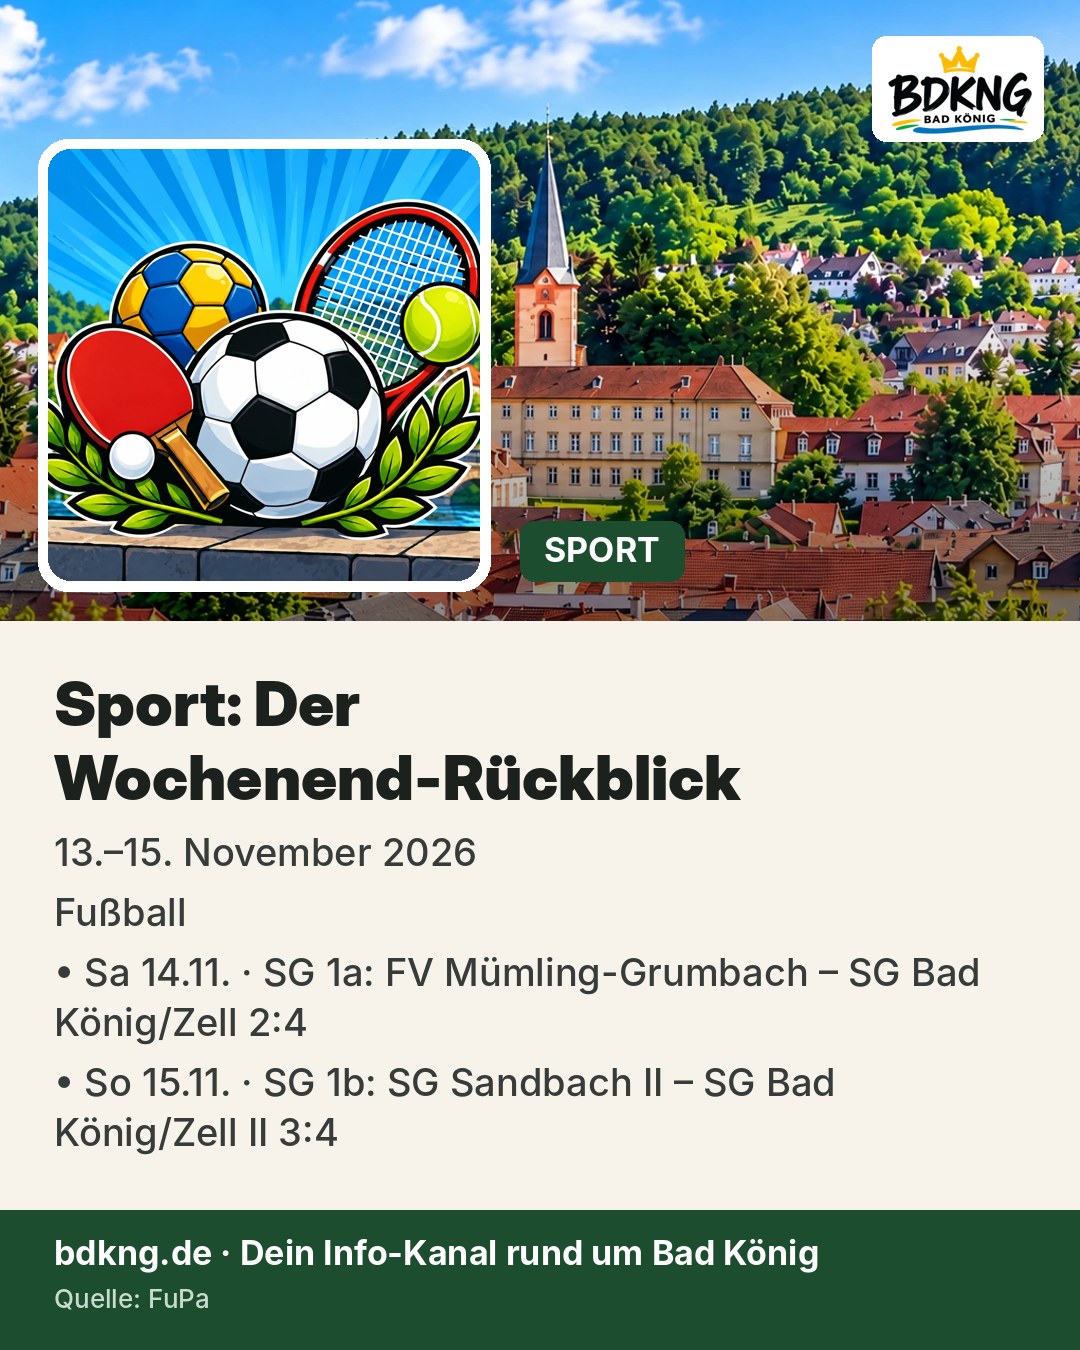 BDKNG
BAD KÖNIG
SPORT
Sport: Der
Wochenend-Rückblick
13.–15. November 2026
Fußball
• Sa 14.11. · SG 1a: FV Mümling-Grumbach – SG Bad
König/Zell 2:4
• So 15.11. · SG 1b: SG Sandbach II – SG Bad
König/Zell II 3:4
bdkng.de · Dein Info-Kanal rund um Bad König
Quelle: FuPa